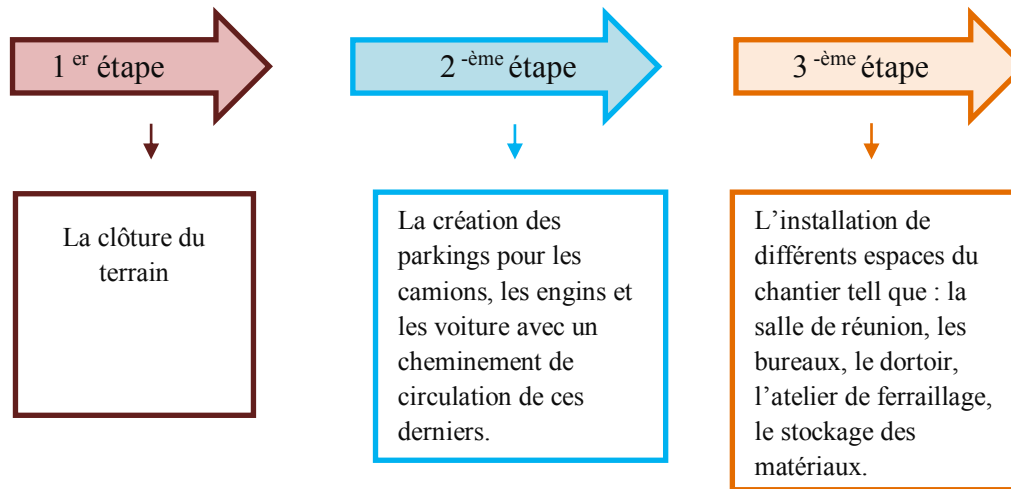 1 er étape
2 -ème étape
3 -ème étape
La clôture du
terrain
La création des
parkings pour les
camions, les engins et
les voiture avec un
cheminement de
circulation de ces
derniers.
L’installation de
différents espaces du
chantier tell que : la
salle de réunion, les
bureaux, le dortoir,
l’atelier de ferraillage,
le stockage des
matériaux.